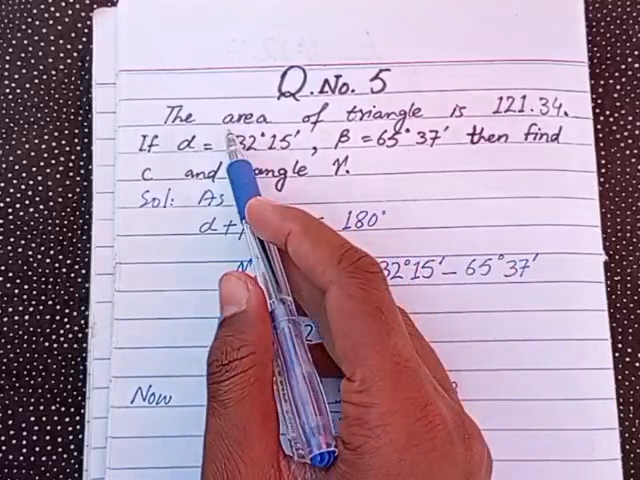 Q.No. 5
The area of triangle is 121.34.
If α = 32°15', β = 65°37' then find
c and angle γ.
Sol: As
α+ = 180°
32°15' - 65°37'
2
Now